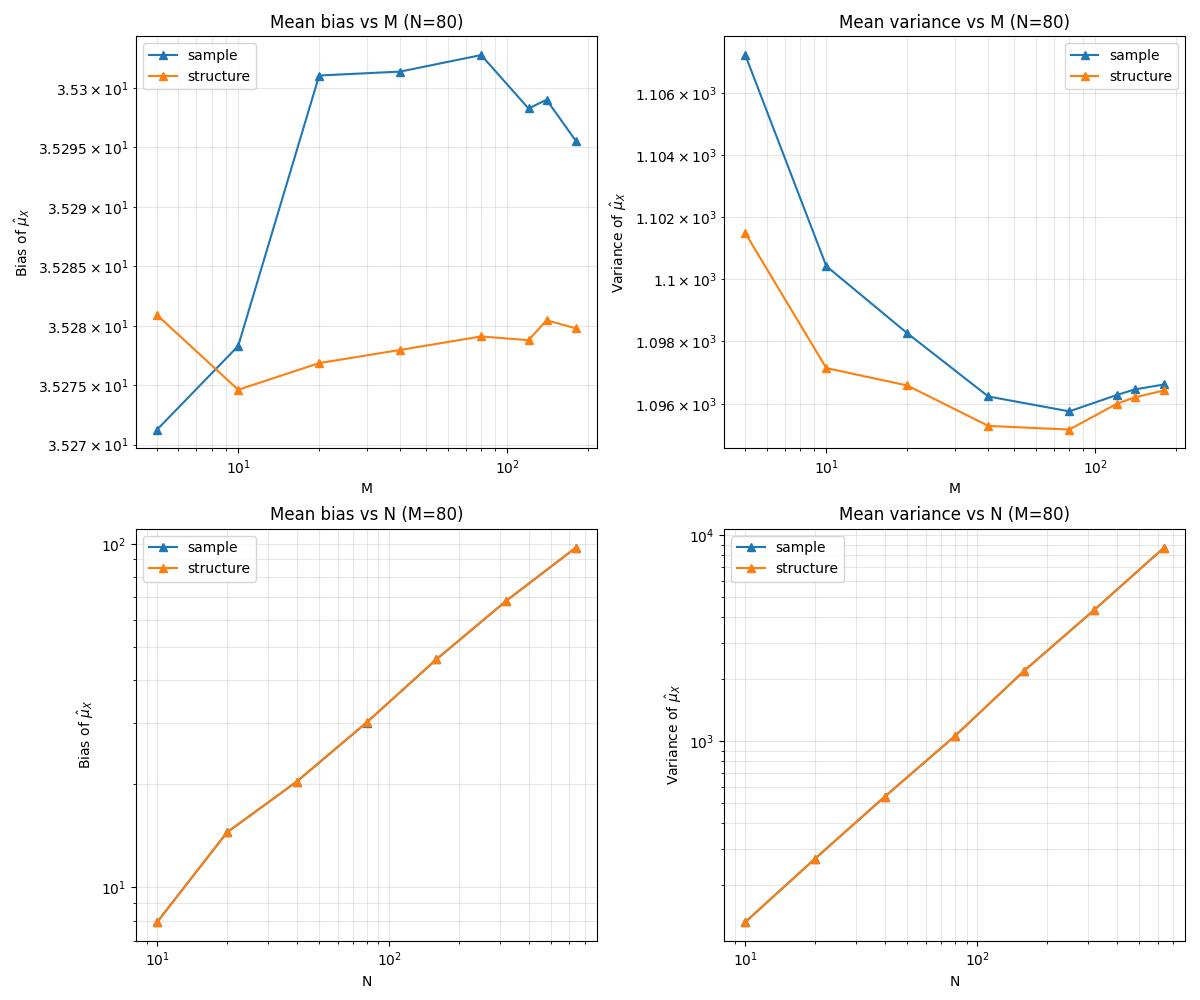 Mean bias vs M (N=80)
sample
structure
3.53 × 10¹
3.5295 × 10¹
3.529 × 10¹
3.5285 × 10¹
3.528 × 10¹
3.5275 × 10¹
3.527 × 10¹
Bias of μ̂_X
10¹
10²
M
Mean variance vs M (N=80)
sample
structure
1.106 × 10³
1.104 × 10³
1.102 × 10³
1.1 × 10³
1.098 × 10³
1.096 × 10³
Variance of μ̂_X
10¹
10²
M
Mean bias vs N (M=80)
sample
structure
10²
10¹
Bias of μ̂_X
10¹
10²
N
Mean variance vs N (M=80)
sample
structure
10⁴
10³
Variance of μ̂_X
10¹
10²
N